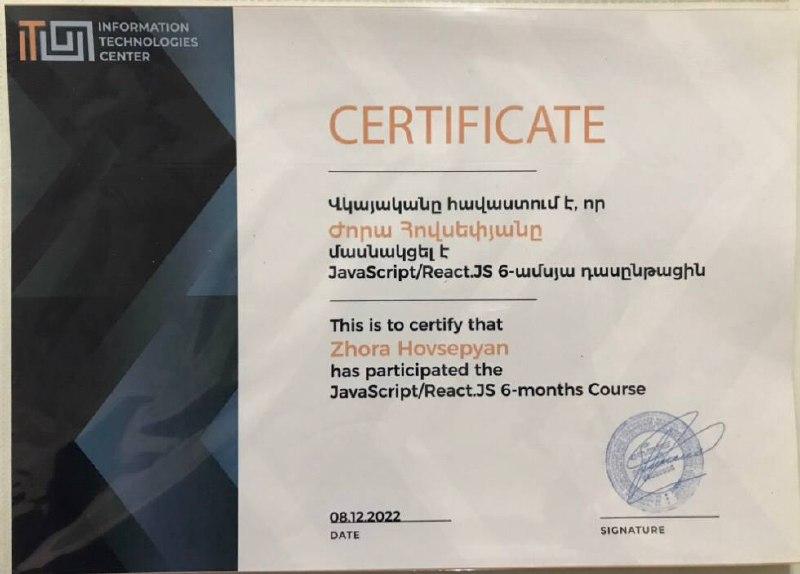 INFORMATION
TECHNOLOGIES
CENTER
CERTIFICATE
Վկայականը հավաստում է, որ
Ժորա Հովսեփյանը
մասնակցել է
JavaScript/React.JS 6-ամսյա դասընթացին
This is to certify that
Zhora Hovsepyan
has participated the
JavaScript/React.JS 6-months Course
08.12.2022
DATE
SIGNATURE